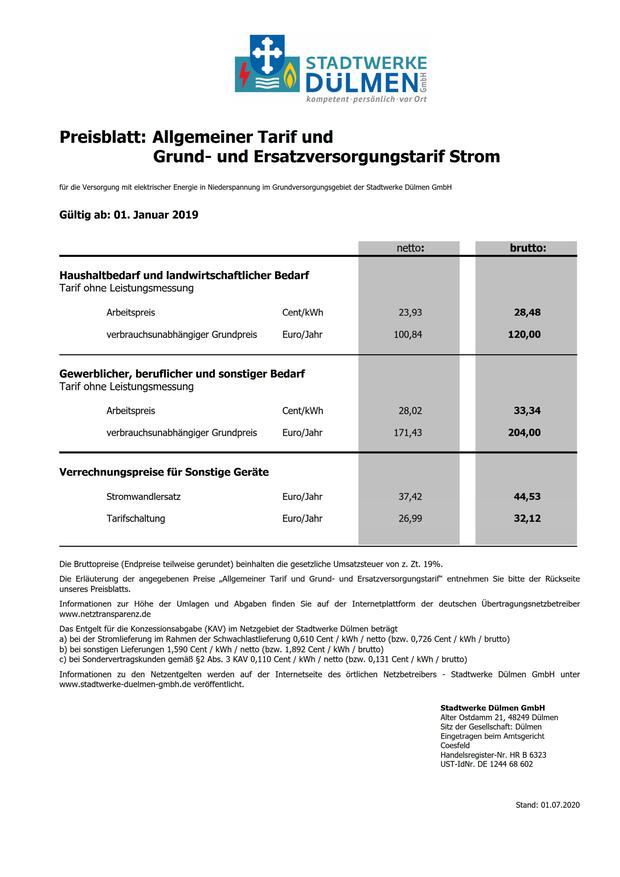 STADTWERKE
DÜLMEN GmbH
kompetent·persönlich·vor Ort
Preisblatt: Allgemeiner Tarif und
Grund- und Ersatzversorgungstarif Strom
für die Versorgung mit elektrischer Energie in Niederspannung im Grundversorgungsgebiet der Stadtwerke Dülmen GmbH
Gültig ab: 01. Januar 2019
netto: brutto:
Haushaltbedarf und landwirtschaftlicher Bedarf
Tarif ohne Leistungsmessung
Arbeitspreis Cent/kWh 23,93 28,48
verbrauchsunabhängiger Grundpreis Euro/Jahr 100,84 120,00
Gewerblicher, beruflicher und sonstiger Bedarf
Tarif ohne Leistungsmessung
Arbeitspreis Cent/kWh 28,02 33,34
verbrauchsunabhängiger Grundpreis Euro/Jahr 171,43 204,00
Verrechnungspreise für Sonstige Geräte
Stromwandlersatz Euro/Jahr 37,42 44,53
Tarifschaltung Euro/Jahr 26,99 32,12
Die Bruttopreise (Endpreise teilweise gerundet) beinhalten die gesetzliche Umsatzsteuer von z. Zt. 19%.
Die Erläuterung der angegebenen Preise „Allgemeiner Tarif und Grund- und Ersatzversorgungstarif" entnehmen Sie bitte der Rückseite
unseres Preisblatts.
Informationen zur Höhe der Umlagen und Abgaben finden Sie auf der Internetplattform der deutschen Übertragungsnetzbetreiber
www.netztransparenz.de
Das Entgelt für die Konzessionsabgabe (KAV) im Netzgebiet der Stadtwerke Dülmen beträgt
a) bei der Stromlieferung im Rahmen der Schwachlastlieferung 0,610 Cent / kWh / netto (bzw. 0,726 Cent / kWh / brutto)
b) bei sonstigen Lieferungen 1,590 Cent / kWh / netto (bzw. 1,892 Cent / kWh / brutto)
c) bei Sondervertragskunden gemäß §2 Abs. 3 KAV 0,110 Cent / kWh / netto (bzw. 0,131 Cent / kWh / brutto)
Informationen zu den Netzentgelten werden auf der Internetseite des örtlichen Netzbetreibers - Stadtwerke Dülmen GmbH unter
www.stadtwerke-duelmen-gmbh.de veröffentlicht.
Stadtwerke Dülmen GmbH
Alter Ostdamm 21, 48249 Dülmen
Sitz der Gesellschaft: Dülmen
Eingetragen beim Amtsgericht
Coesfeld
Handelsregister-Nr. HR B 6323
UST-IdNr. DE 1244 68 602
Stand: 01.07.2020